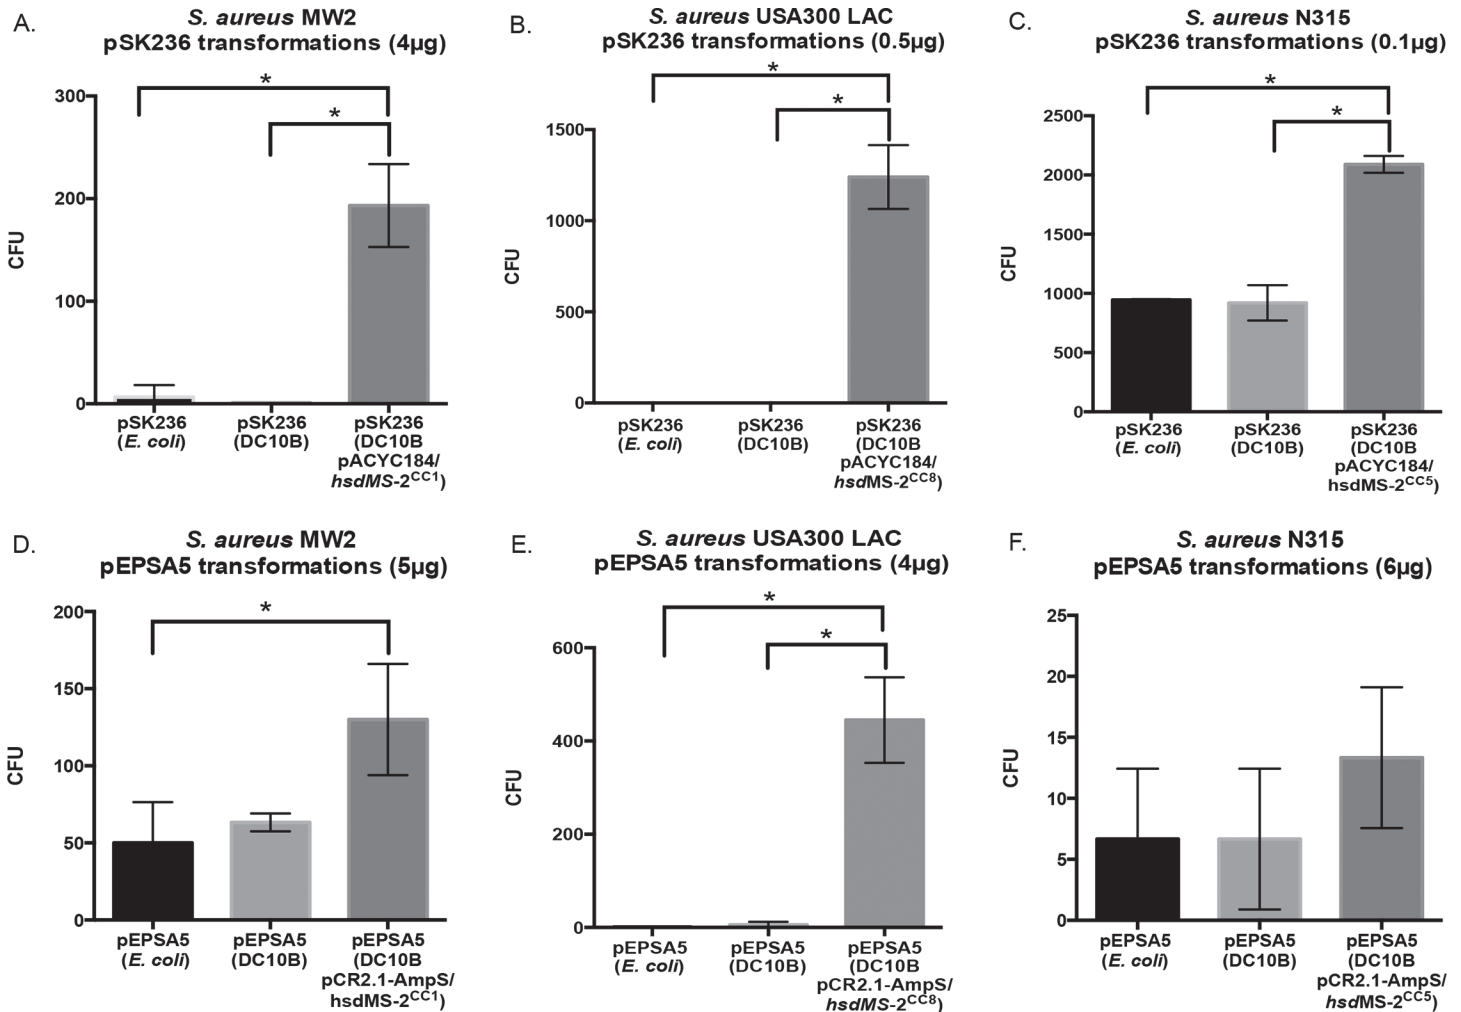 A.
S. aureus MW2
pSK236 transformations (4µg)
*
*
300
200
100
0
CFU
pSK236
(E. coli)
pSK236
(DC10B)
pSK236
(DC10B
pACYC184/
hsdMS-2CC1)
B.
S. aureus USA300 LAC
pSK236 transformations (0.5µg)
*
*
1500
1000
500
0
CFU
pSK236
(E. coli)
pSK236
(DC10B)
pSK236
(DC10B
pACYC184/
hsdMS-2CC8)
C.
S. aureus N315
pSK236 transformations (0.1µg)
*
*
2500
2000
1500
1000
500
0
CFU
pSK236
(E. coli)
pSK236
(DC10B)
pSK236
(DC10B
pACYC184/
hsdMS-2CC5)
D.
S. aureus MW2
pEPSA5 transformations (5µg)
*
200
150
100
50
0
CFU
pEPSA5
(E. coli)
pEPSA5
(DC10B)
pEPSA5
(DC10B
pCR2.1-AmpS/
hsdMS-2CC1)
E.
S. aureus USA300 LAC
pEPSA5 transformations (4µg)
*
*
600
400
200
0
CFU
pEPSA5
(E. coli)
pEPSA5
(DC10B)
pEPSA5
(DC10B
pCR2.1-AmpS/
hsdMS-2CC8)
F.
S. aureus N315
pEPSA5 transformations (6µg)
25
20
15
10
5
0
CFU
pEPSA5
(E. coli)
pEPSA5
(DC10B)
pEPSA5
(DC10B
pCR2.1-AmpS/
hsdMS-2CC5)